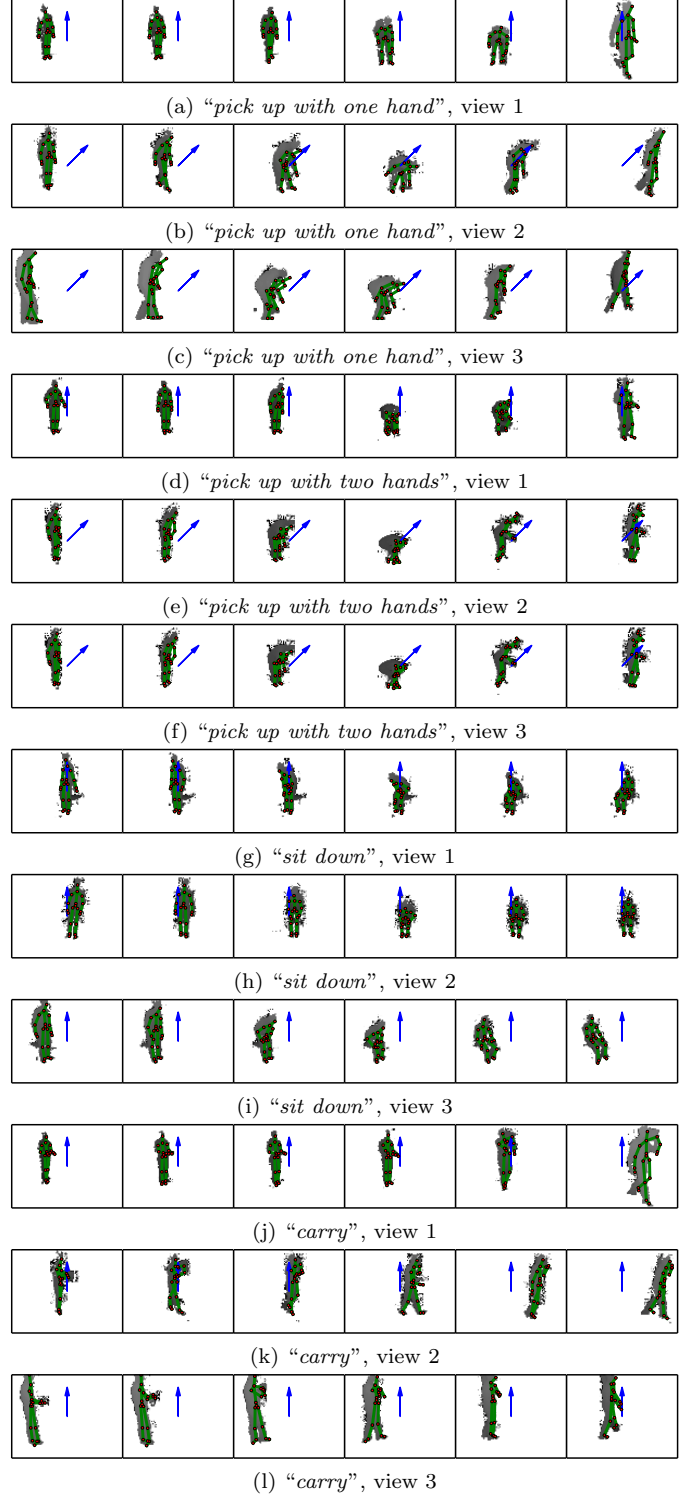 (a) “pick up with one hand”, view 1
(b) “pick up with one hand”, view 2
(c) “pick up with one hand”, view 3
(d) “pick up with two hands”, view 1
(e) “pick up with two hands”, view 2
(f) “pick up with two hands”, view 3
(g) “sit down”, view 1
(h) “sit down”, view 2
(i) “sit down”, view 3
(j) “carry”, view 1
(k) “carry”, view 2
(l) “carry”, view 3